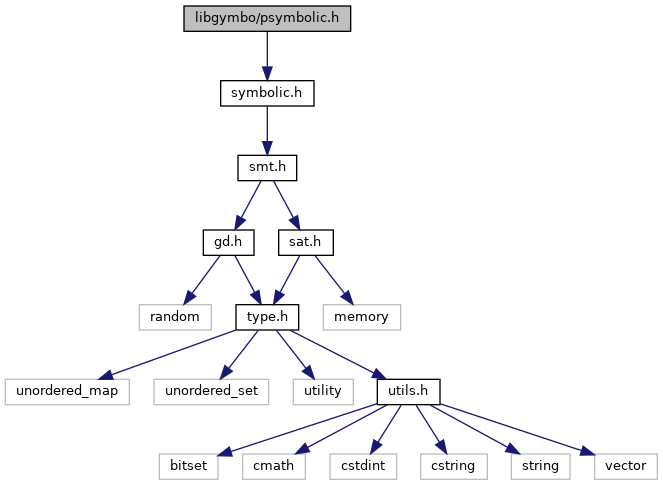 libgymbo/psymbolic.h
symbolic.h
smt.h
gd.h
sat.h
random
type.h
memory
unordered_map
unordered_set
utility
utils.h
bitset
cmath
cstdint
cstring
string
vector